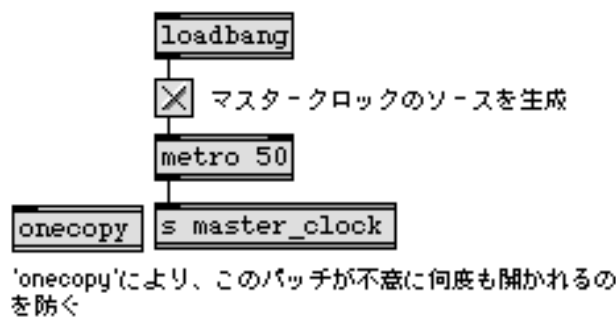 loadbang
マスタークロックのソースを生成
metro 50
onecopy
s master_clock
'onecopy'により、このパッチが不意に何度も開かれるの
を防ぐ